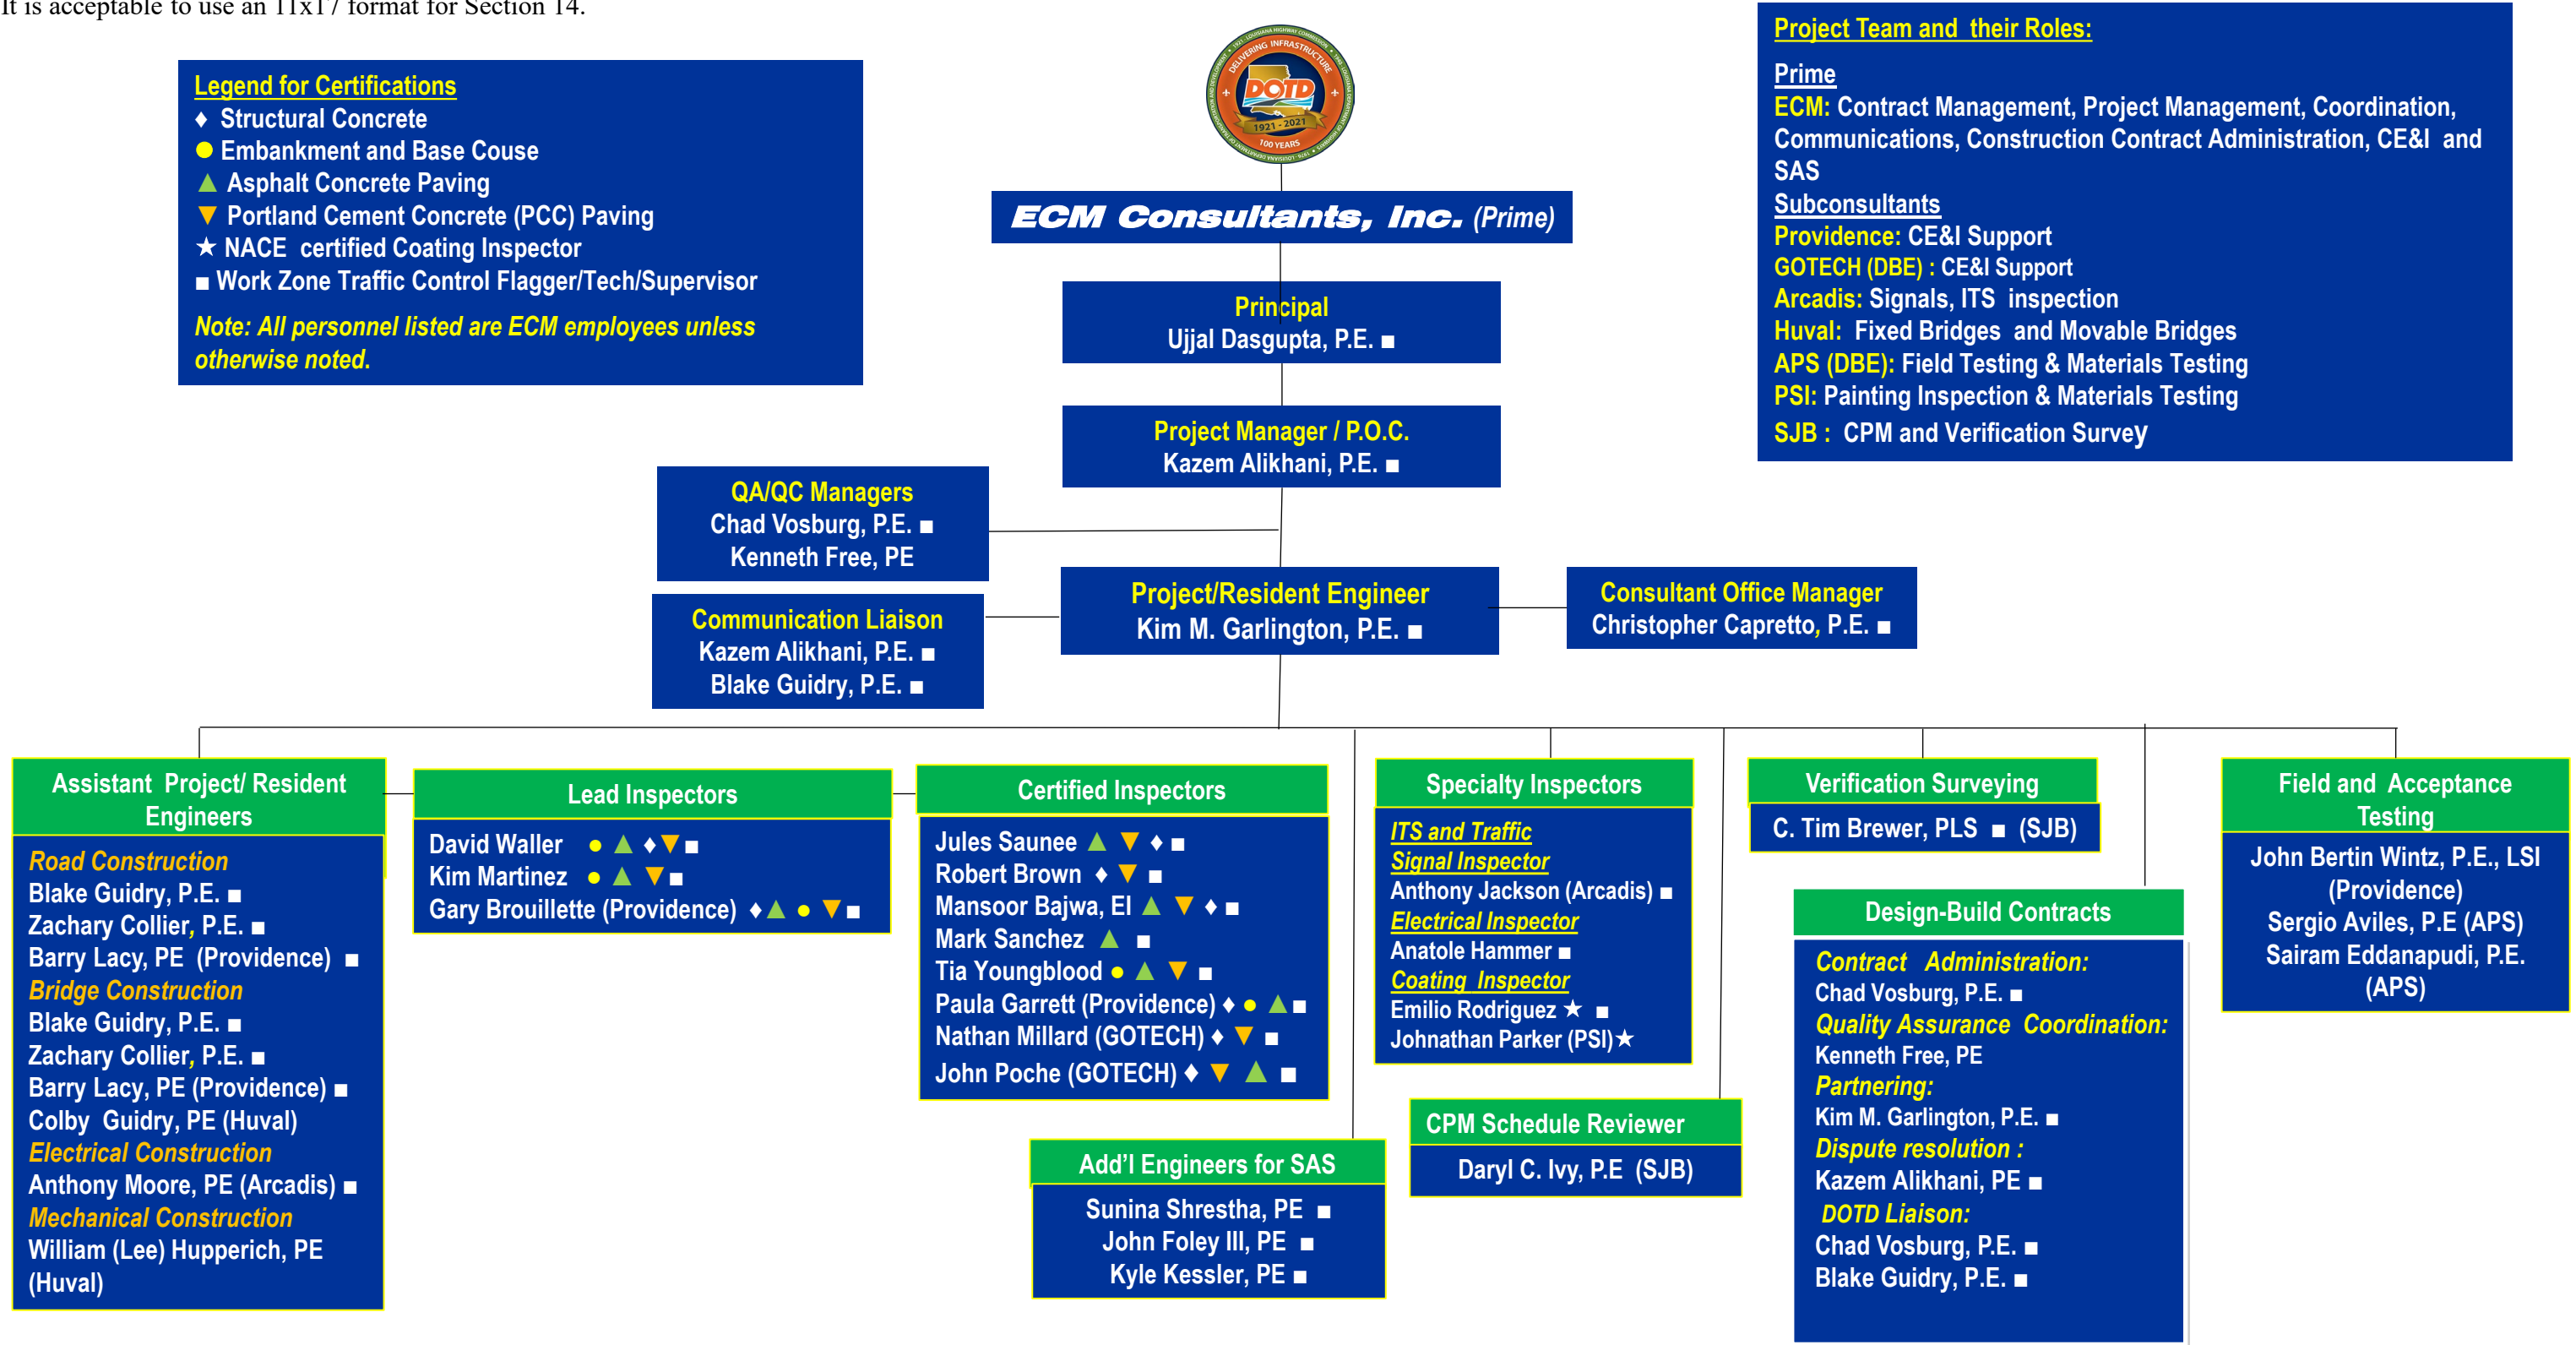 It is acceptable to use an 11x17 format for Section 14.
Legend for Certifications
♦ Structural Concrete
● Embankment and Base Couse
▲ Asphalt Concrete Paving
▼ Portland Cement Concrete (PCC) Paving
★ NACE certified Coating Inspector
■ Work Zone Traffic Control Flagger/Tech/Supervisor
Note: All personnel listed are ECM employees unless
otherwise noted.
DELIVERING INFRASTRUCTURE
DOTD
1921 - 2021
100 YEARS
ECM Consultants, Inc. (Prime)
Project Team and their Roles:
Prime
ECM: Contract Management, Project Management, Coordination,
Communications, Construction Contract Administration, CE&I and
SAS
Subconsultants
Providence: CE&I Support
GOTECH (DBE) : CE&I Support
Arcadis: Signals, ITS inspection
Huval: Fixed Bridges and Movable Bridges
APS (DBE): Field Testing & Materials Testing
PSI: Painting Inspection & Materials Testing
SJB : CPM and Verification Survey
Principal
Ujjal Dasgupta, P.E. ■
Project Manager / P.O.C.
Kazem Alikhani, P.E. ■
QA/QC Managers
Chad Vosburg, P.E. ■
Kenneth Free, PE
Communication Liaison
Kazem Alikhani, P.E. ■
Blake Guidry, P.E. ■
Project/Resident Engineer
Kim M. Garlington, P.E. ■
Consultant Office Manager
Christopher Capretto, P.E. ■
Assistant Project/ Resident
Engineers
Road Construction
Blake Guidry, P.E. ■
Zachary Collier, P.E. ■
Barry Lacy, PE (Providence) ■
Bridge Construction
Blake Guidry, P.E. ■
Zachary Collier, P.E. ■
Barry Lacy, PE (Providence) ■
Colby Guidry, PE (Huval)
Electrical Construction
Anthony Moore, PE (Arcadis) ■
Mechanical Construction
William (Lee) Hupperich, PE
(Huval)
Lead Inspectors
David Waller ● ▲ ♦ ▼ ■
Kim Martinez ● ▲ ▼ ■
Gary Brouillette (Providence) ♦ ▲ ● ▼ ■
Certified Inspectors
Jules Saunee ▲ ▼ ♦ ■
Robert Brown ♦ ▼ ■
Mansoor Bajwa, EI ▲ ▼ ♦ ■
Mark Sanchez ▲ ■
Tia Youngblood ● ▲ ▼ ■
Paula Garrett (Providence) ♦ ● ▲ ■
Nathan Millard (GOTECH) ♦ ▼ ■
John Poche (GOTECH) ♦ ▼ ▲ ■
Add'l Engineers for SAS
Sunina Shrestha, PE ■
John Foley III, PE ■
Kyle Kessler, PE ■
Specialty Inspectors
ITS and Traffic
Signal Inspector
Anthony Jackson (Arcadis) ■
Electrical Inspector
Anatole Hammer ■
Coating Inspector
Emilio Rodriguez ★ ■
Johnathan Parker (PSI) ★
CPM Schedule Reviewer
Daryl C. Ivy, P.E (SJB)
Verification Surveying
C. Tim Brewer, PLS ■ (SJB)
Design-Build Contracts
Contract Administration:
Chad Vosburg, P.E. ■
Quality Assurance Coordination:
Kenneth Free, PE
Partnering:
Kim M. Garlington, P.E. ■
Dispute resolution :
Kazem Alikhani, PE ■
DOTD Liaison:
Chad Vosburg, P.E. ■
Blake Guidry, P.E. ■
Field and Acceptance
Testing
John Bertin Wintz, P.E., LSI
(Providence)
Sergio Aviles, P.E (APS)
Sairam Eddanapudi, P.E.
(APS)